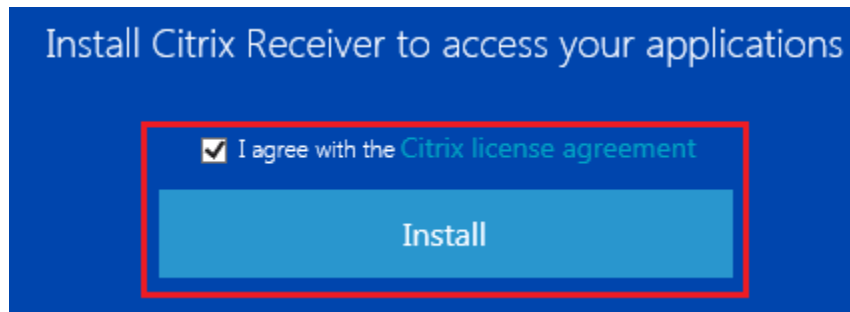 Install Citrix Receiver to access your applications
I agree with the Citrix license agreement
Install